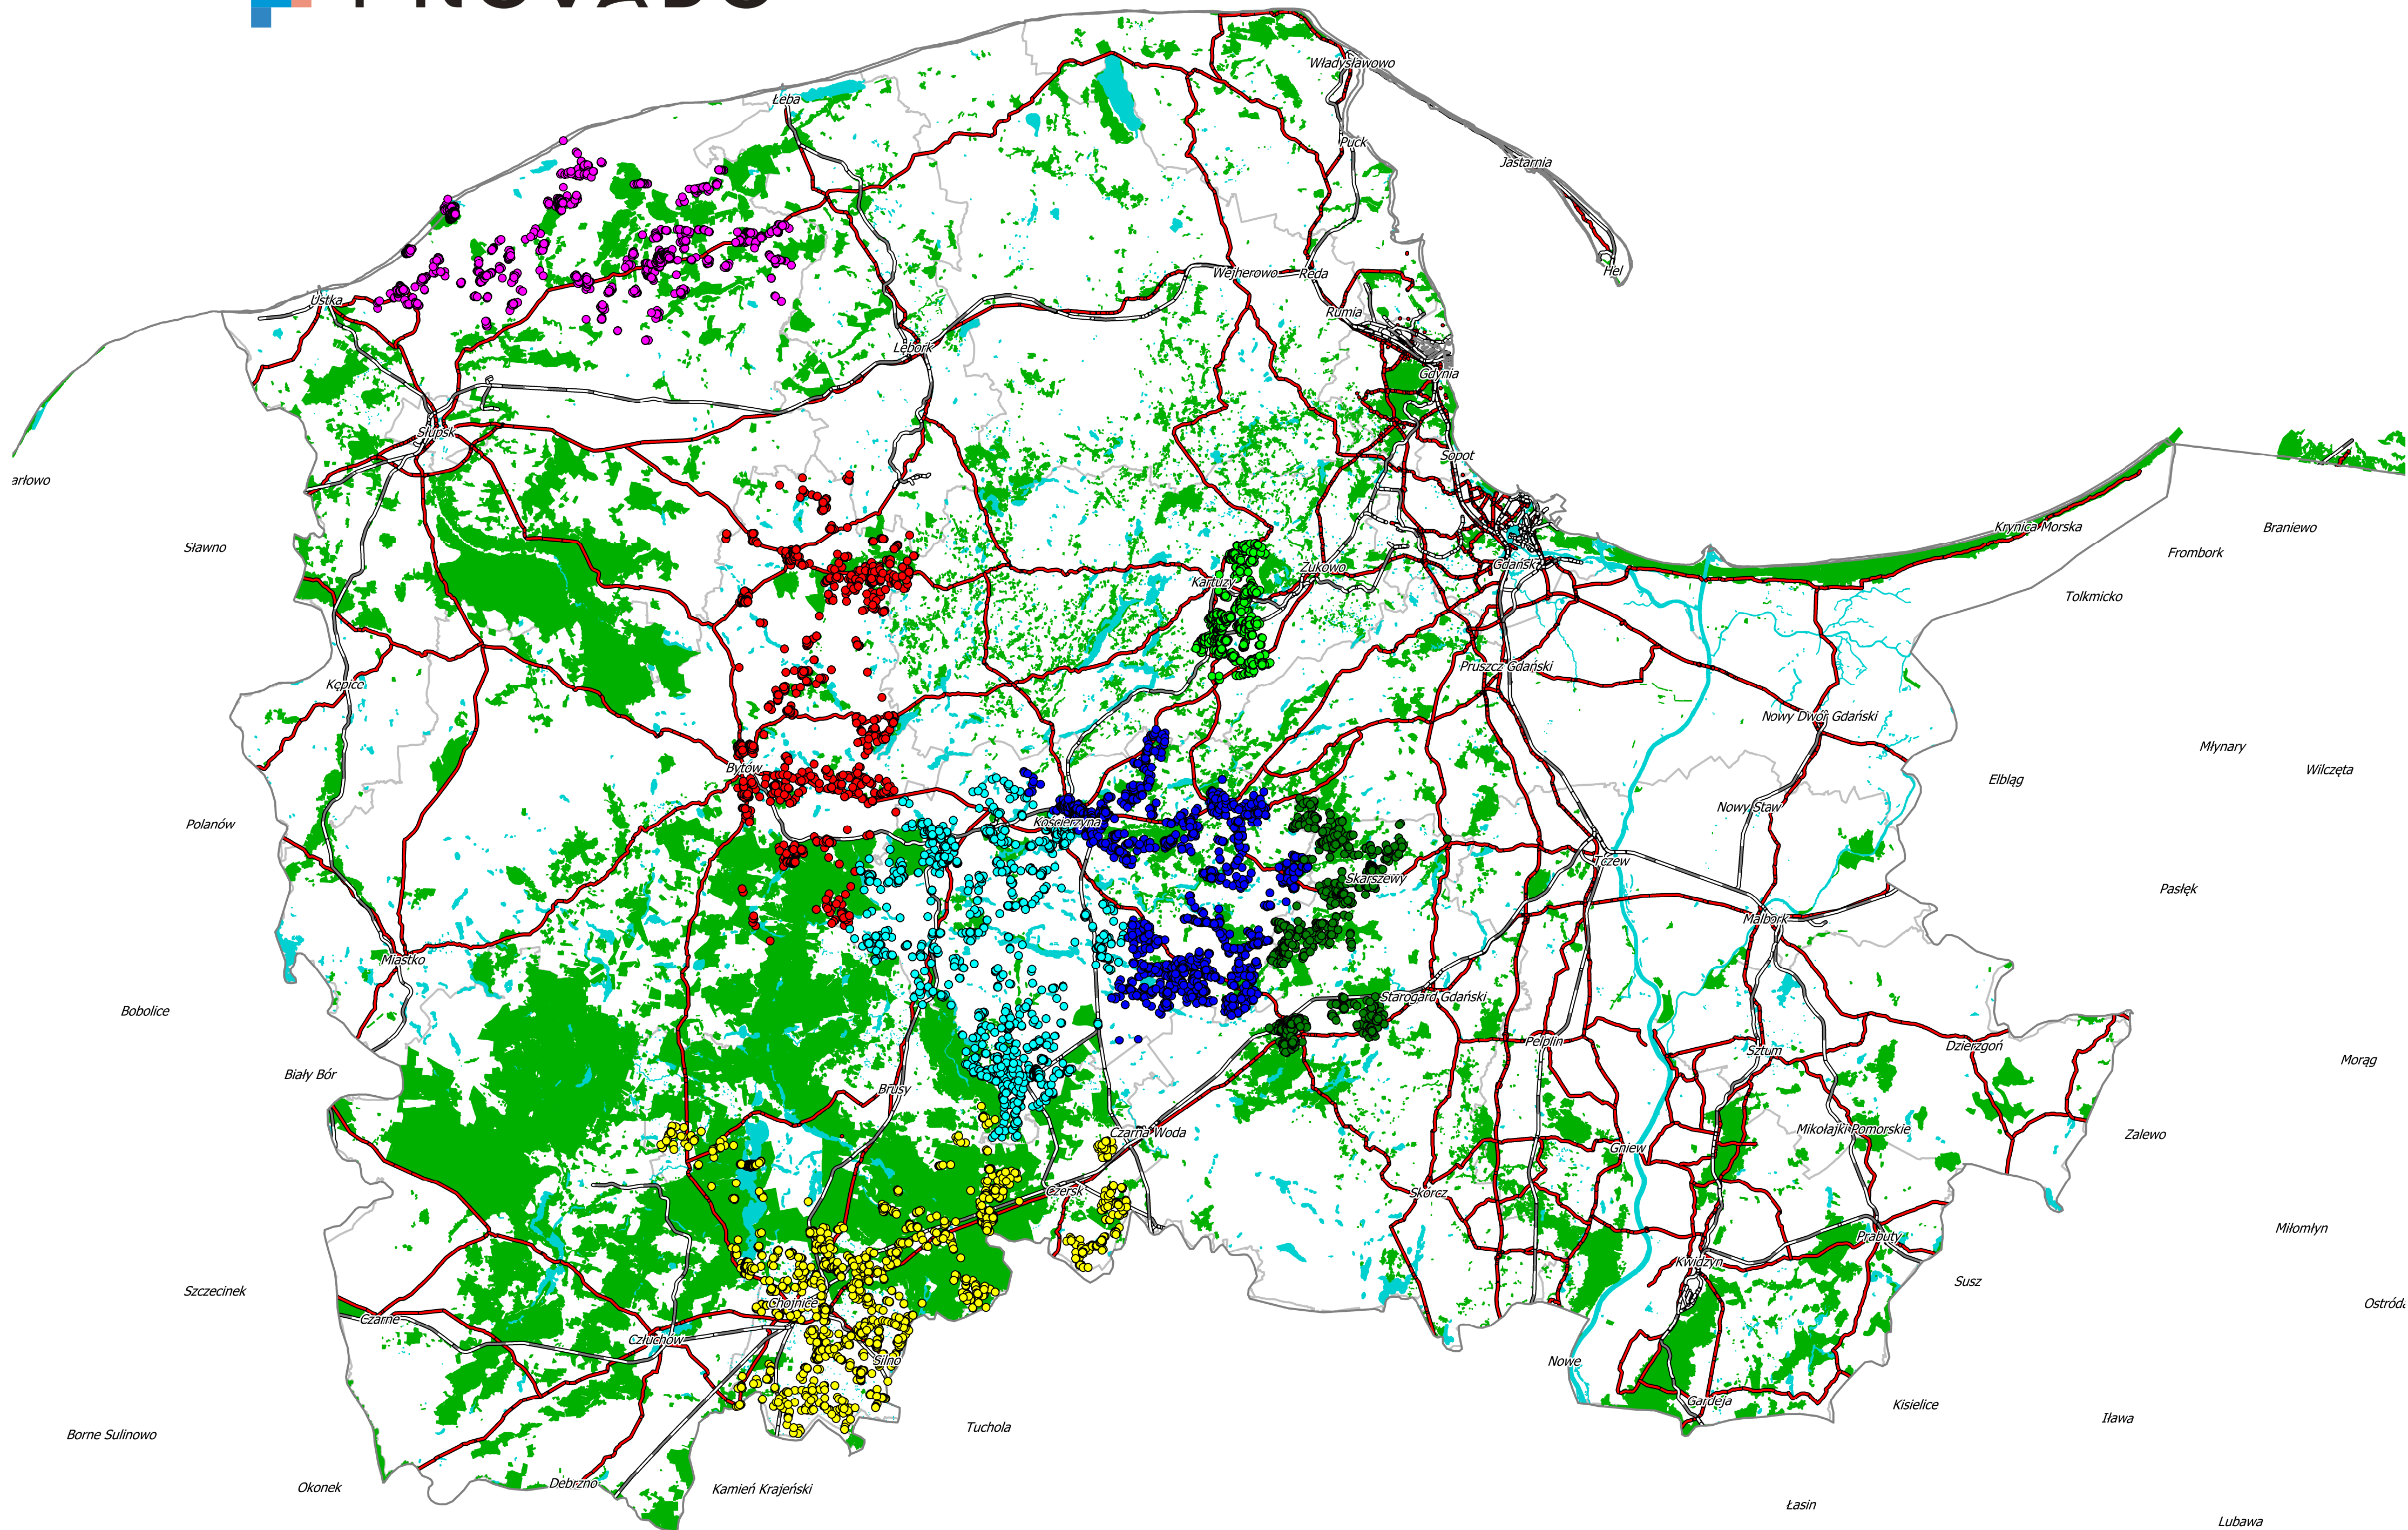 Władysławowo
Łeba
Puck
Jastarnia
Hel
Wejherowo
Reda
Ustka
Rumia
Lębork
Gdynia
Słupsk
Sopot
arłowo
Krynica Morska
Braniewo
Sławno
Frombork
Gdańsk
Żukowo
Kartuzy
Tolkmicko
Pruszcz Gdański
Kępice
Nowy Dwór Gdański
Młynary
Bytów
Wilczęta
Elbląg
Nowy Staw
Polanów
Kościerzyna
Tczew
Skarszewy
Pasłęk
Malbork
Miastko
Starogard Gdański
Bobolice
Pelplin
Dzierzgoń
Sztum
Morąg
Biały Bór
Brusy
Mikołajki Pomorskie
Czarna Woda
Zalewo
Gniew
Czersk
Skórcz
Miłomłyn
Prabuty
Kwidzyn
Susz
Szczecinek
Chojnice
Ostróda
Czarne
Człuchów
Silno
Nowe
Gardeja
Kisielice
Iława
Tuchola
Borne Sulinowo
Debrzno
Okonek
Kamień Krajeński
Łasin
Lubawa